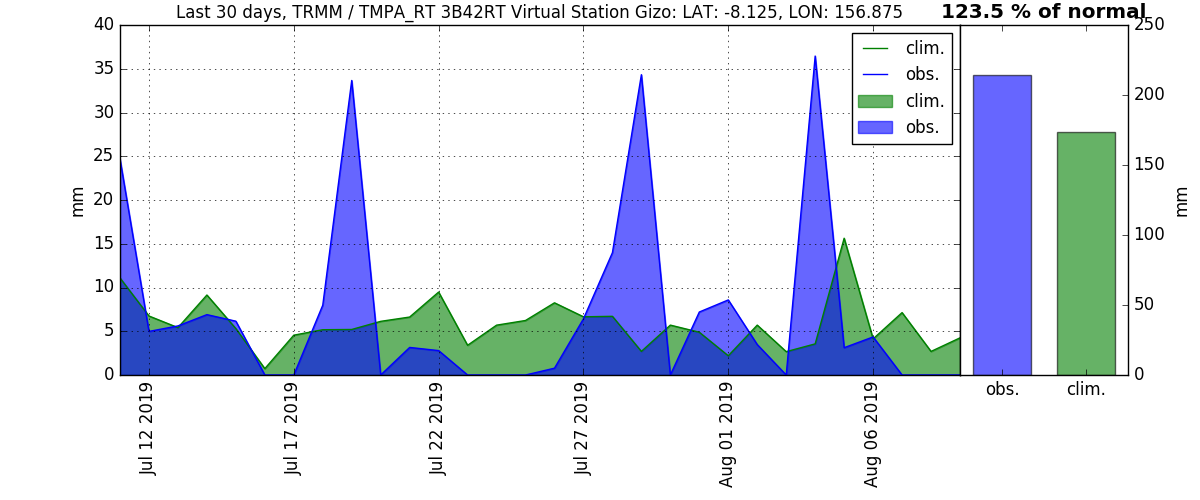 Last 30 days, TRMM / TMPA_RT 3B42RT Virtual Station Gizo: LAT: -8.125, LON: 156.875
123.5 % of normal
40
35
30
25
20
15
10
5
0
mm
clim.
obs.
clim.
obs.
Jul 12 2019
Jul 17 2019
Jul 22 2019
Jul 27 2019
Aug 01 2019
Aug 06 2019
250
200
150
100
50
0
mm
obs.
clim.